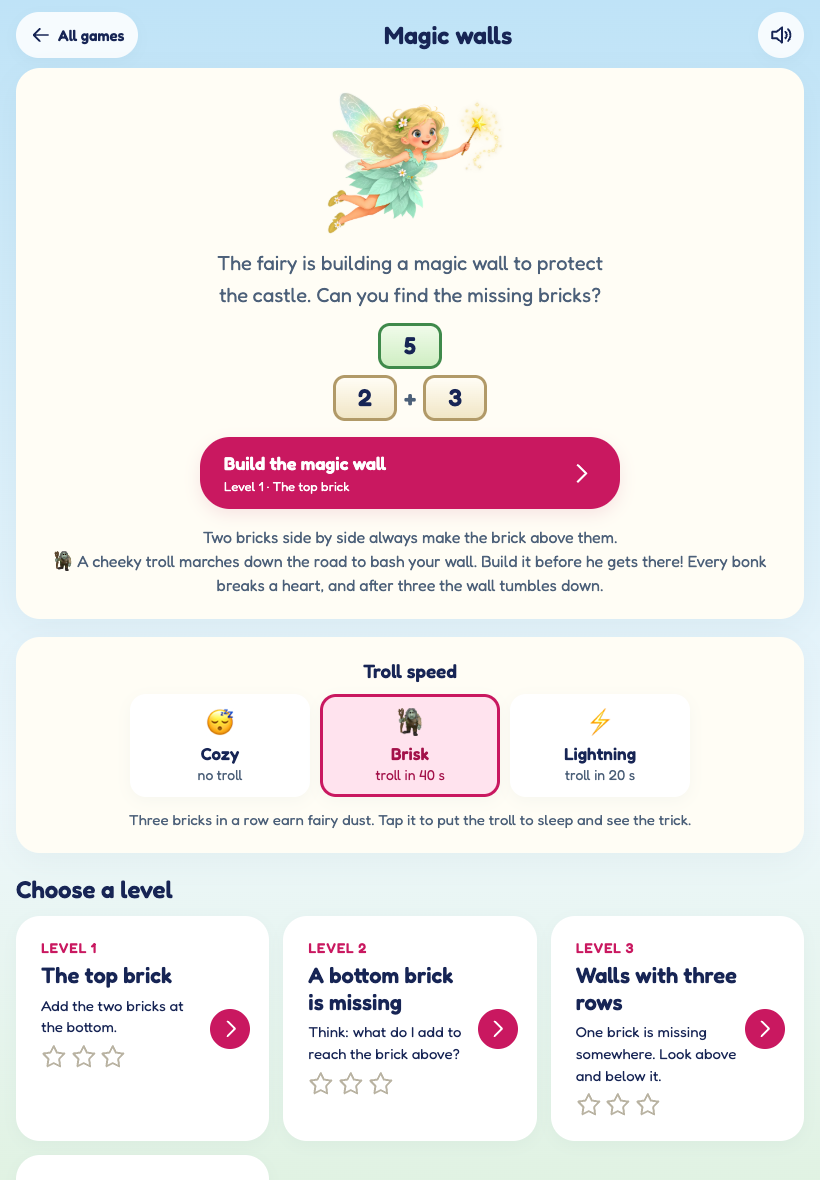 All games
Magic walls
The fairy is building a magic wall to protect
the castle. Can you find the missing bricks?
5
2 + 3
Build the magic wall
Level 1 · The top brick
Two bricks side by side always make the brick above them.
A cheeky troll marches down the road to bash your wall. Build it before he gets there! Every bonk
breaks a heart, and after three the wall tumbles down.
Troll speed
Cozy
no troll
Brisk
troll in 40 s
Lightning
troll in 20 s
Three bricks in a row earn fairy dust. Tap it to put the troll to sleep and see the trick.
Choose a level
LEVEL 1
The top brick
Add the two bricks at
the bottom.
LEVEL 2
A bottom brick
is missing
Think: what do I add to
reach the brick above?
LEVEL 3
Walls with three
rows
One brick is missing
somewhere. Look above
and below it.